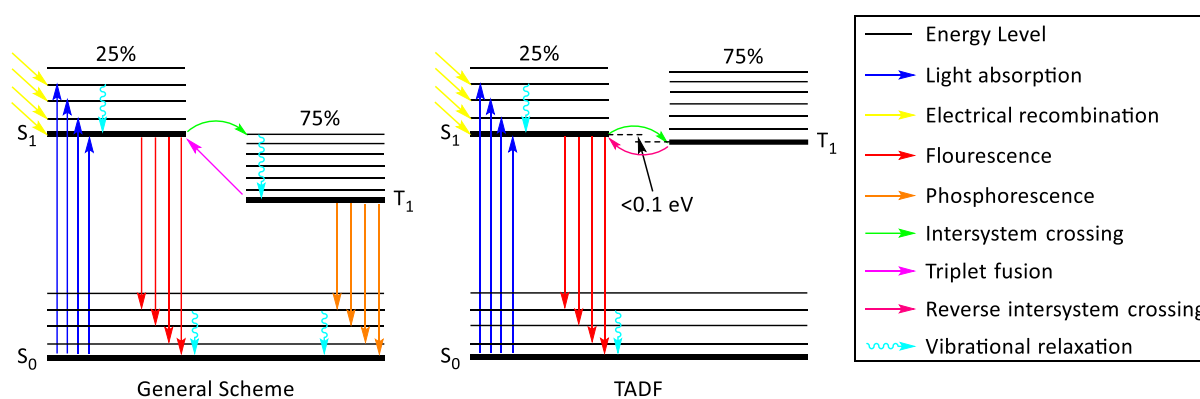 25%
75%
S1
T1
S0
General Scheme
25%
75%
S1
T1
<0.1 eV
S0
TADF
Energy Level
Light absorption
Electrical recombination
Flourescence
Phosphorescence
Intersystem crossing
Triplet fusion
Reverse intersystem crossing
Vibrational relaxation